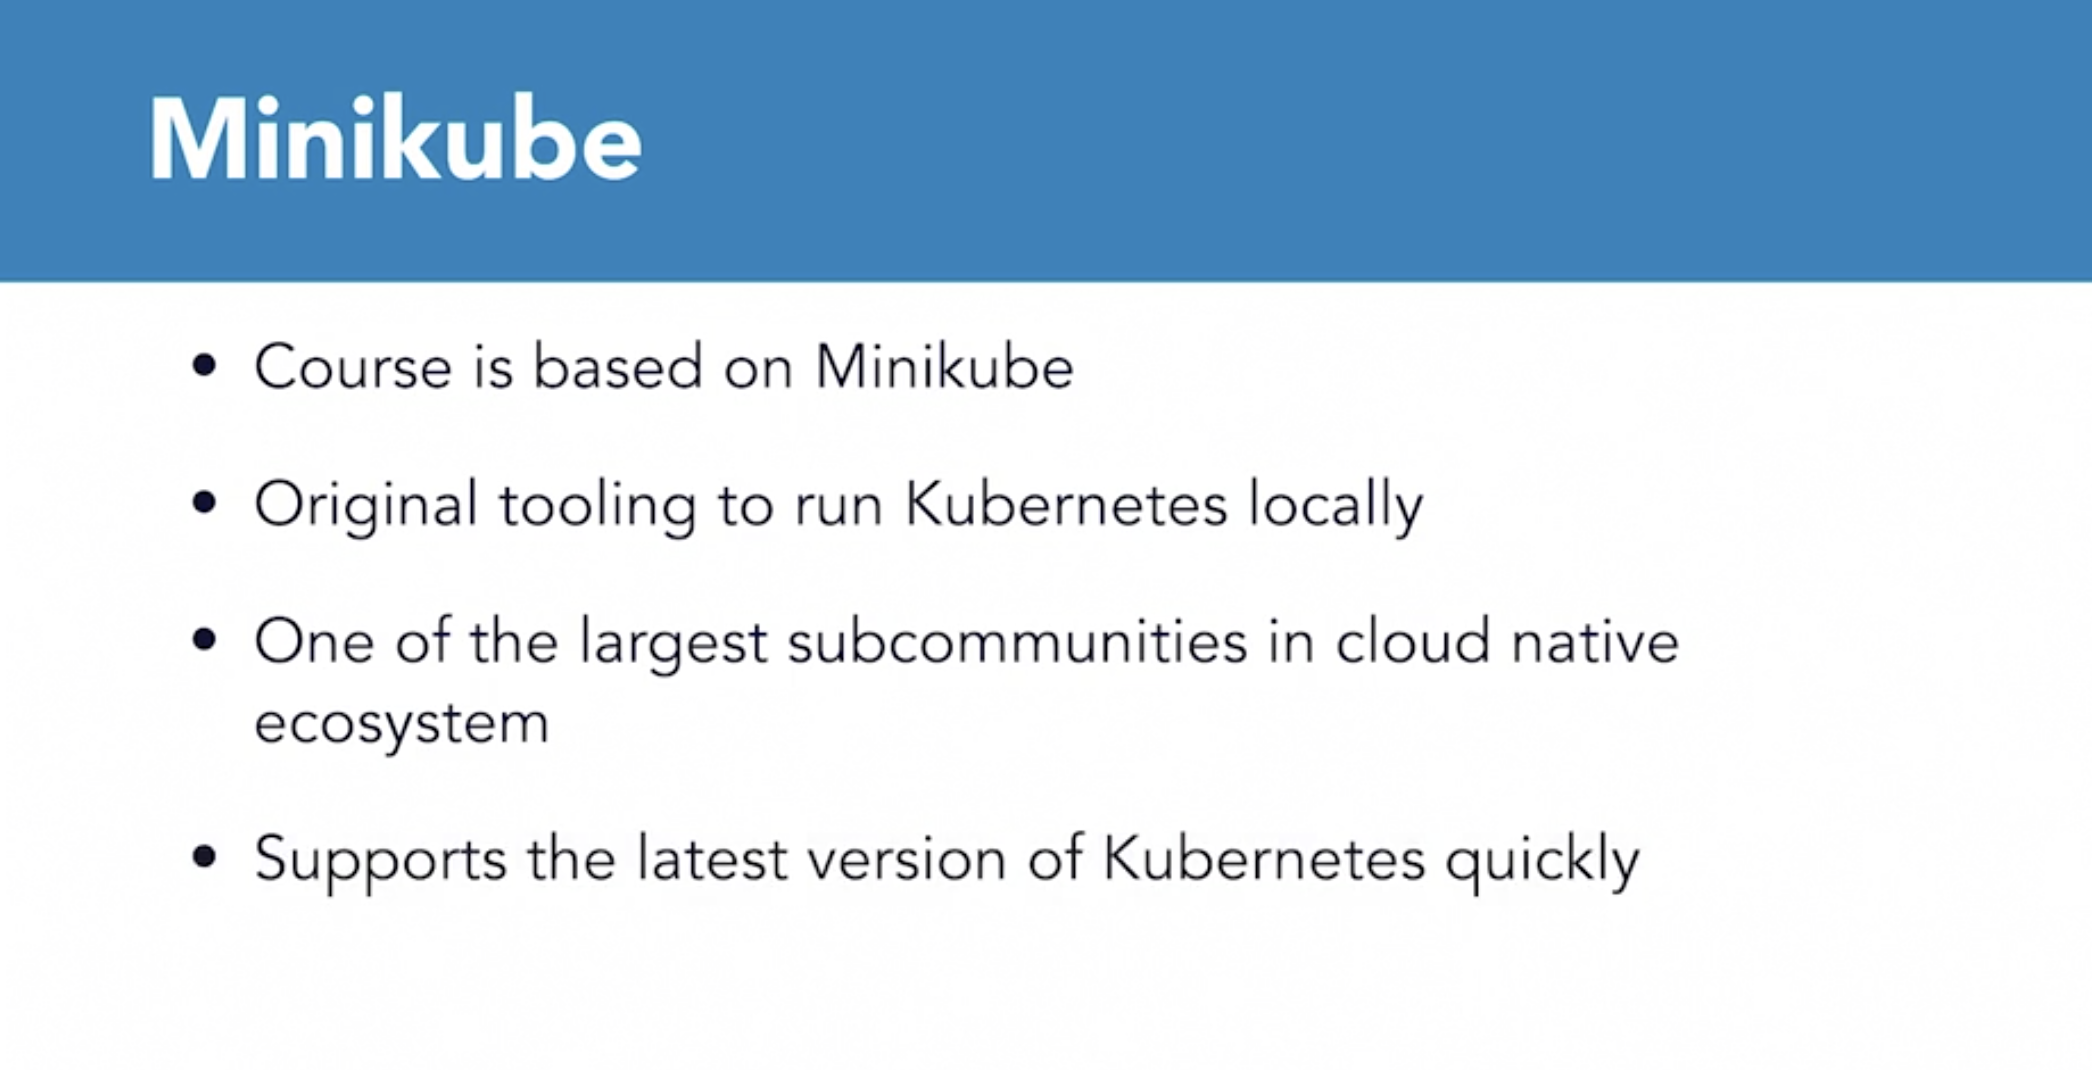 Minikube
• Course is based on Minikube
• Original tooling to run Kubernetes locally
• One of the largest subcommunities in cloud native
ecosystem
• Supports the latest version of Kubernetes quickly